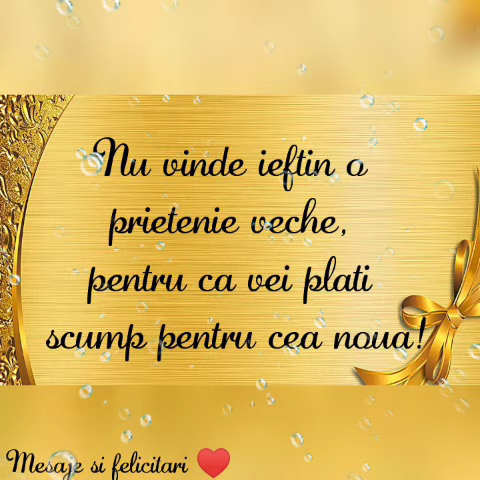 Nu vinde ieftin o
prietenie veche,
pentru ca vei plati
scump pentru cea noua!
Mesaje si felicitari ❤️